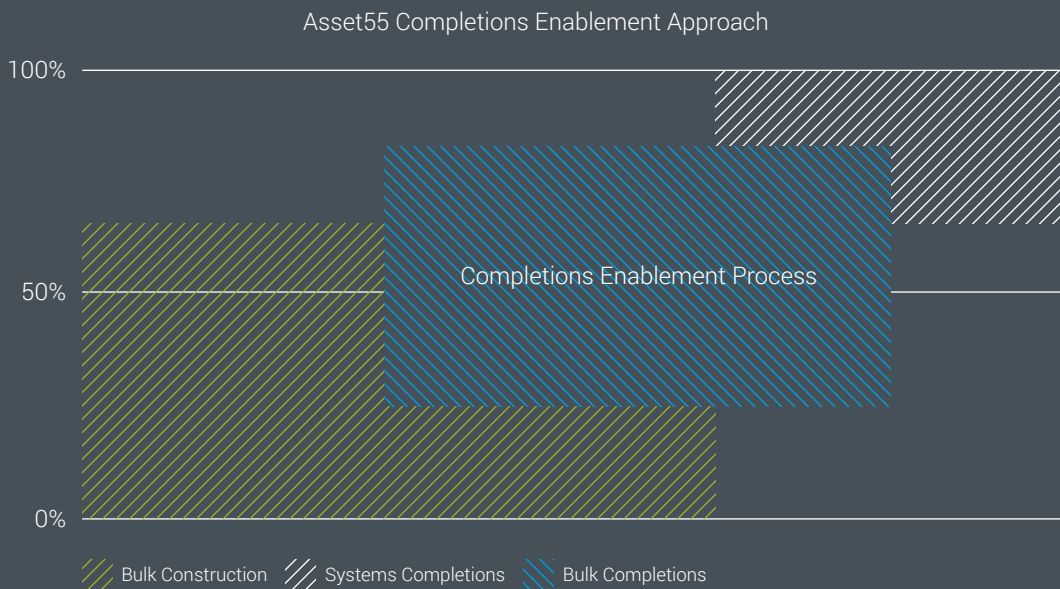 Asset55 Completions Enablement Approach
100%
Completions Enablement Process
50%
0%
Bulk Construction
Systems Completions
Bulk Completions